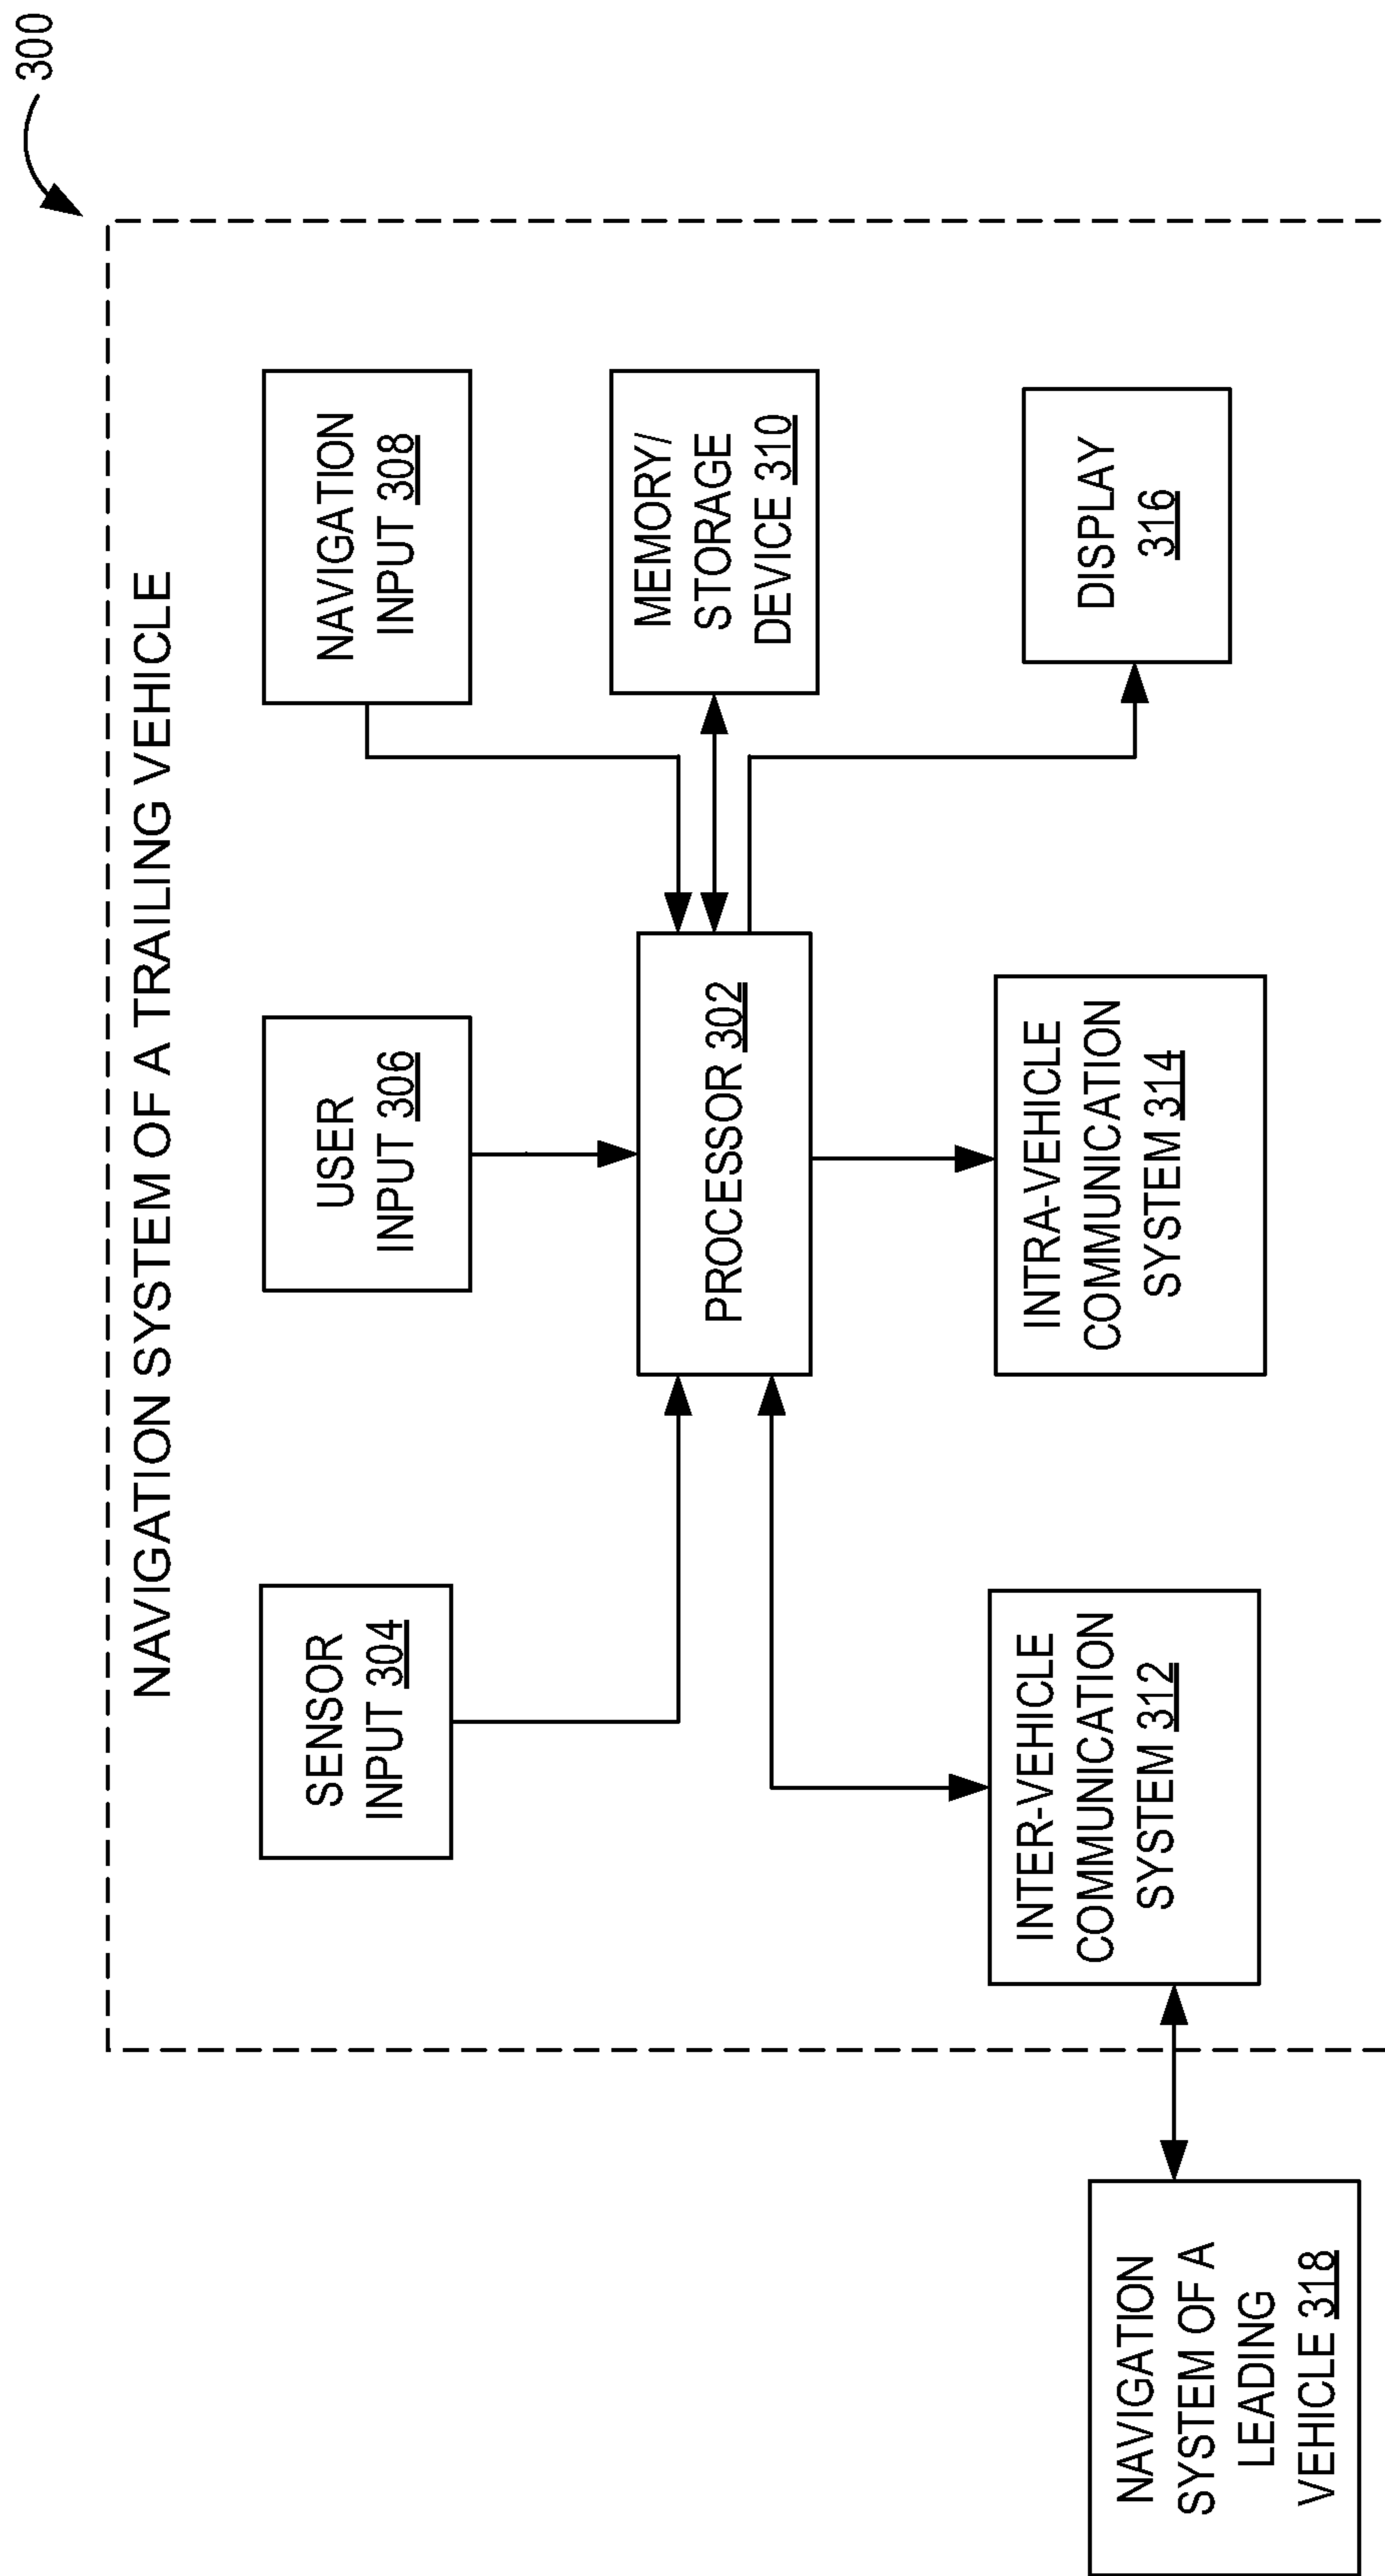 300
NAVIGATION SYSTEM OF A TRAILING VEHICLE
SENSOR
INPUT 304
USER
INPUT 306
NAVIGATION
INPUT 308
PROCESSOR 302
MEMORY/
STORAGE
DEVICE 310
INTER-VEHICLE
COMMUNICATION
SYSTEM 312
INTRA-VEHICLE
COMMUNICATION
SYSTEM 314
DISPLAY
316
NAVIGATION
SYSTEM OF A
LEADING
VEHICLE 318